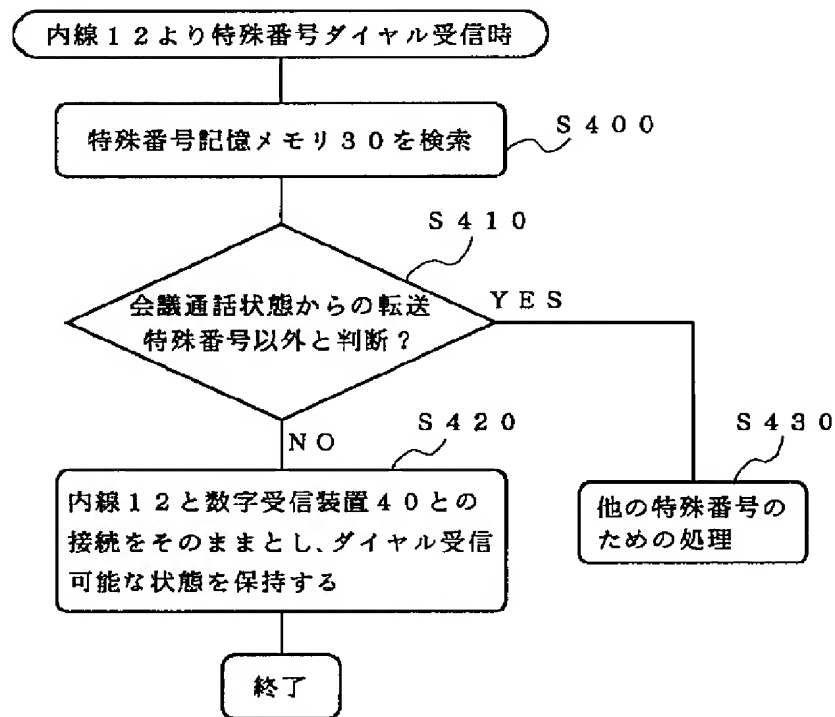 内線１２より特殊番号ダイヤル受信時
特殊番号記憶メモリ３０を検索
Ｓ４００
Ｓ４１０
会議通話状態からの転送
特殊番号以外と判断？
ＹＥＳ
ＮＯ
Ｓ４２０
Ｓ４３０
内線１２と数字受信装置４０との
接続をそのままとし、ダイヤル受信
可能な状態を保持する
他の特殊番号の
ための処理
終了